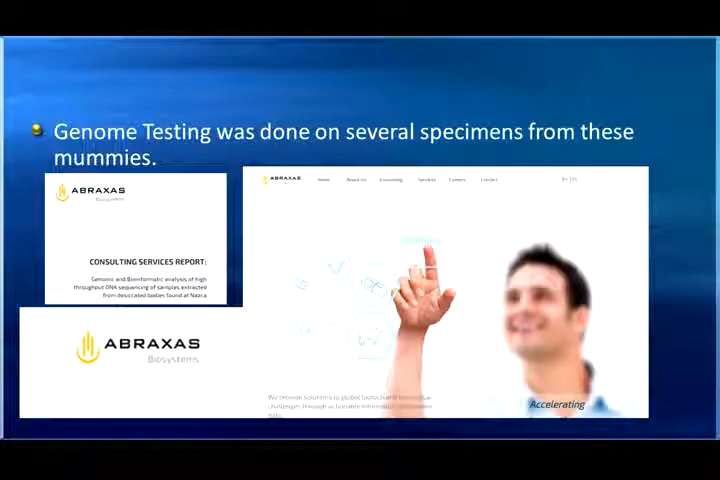 Genome Testing was done on several specimens from these
mummies.
ABRAXAS
Biosystems
CONSULTING SERVICES REPORT:
Genomic and Bioinformatic analysis of high
throughput DNA sequencing of samples extracted
from desiccated bodies found at Nazca
ABRAXAS
Home About Us Consulting Services Careers Contact
ABRAXAS
Biosystems
We provide solutions to global biotech and
challenges through
Accelerating